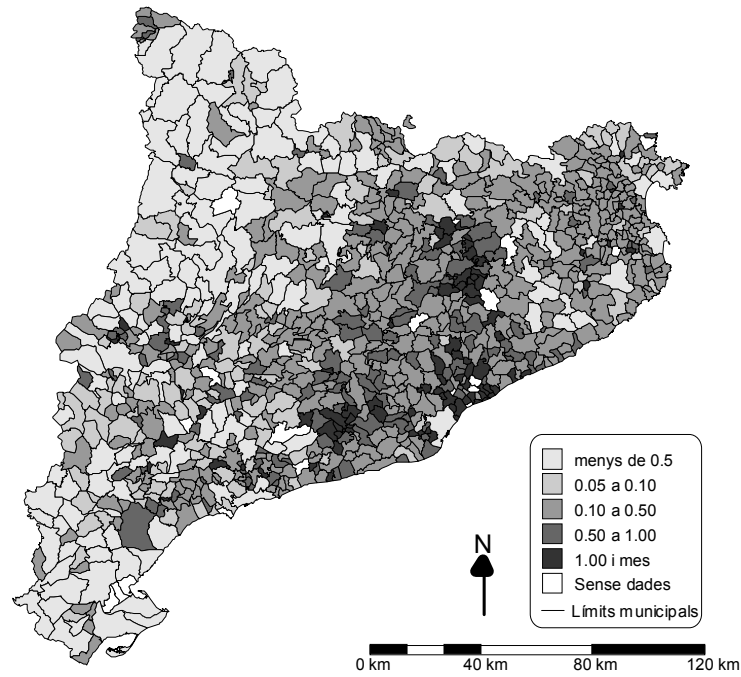 menys de 0.5
0.05 a 0.10
0.10 a 0.50
0.50 a 1.00
1.00 i mes
Sense dades
Límits municipals
N
0 km 40 km 80 km 120 km